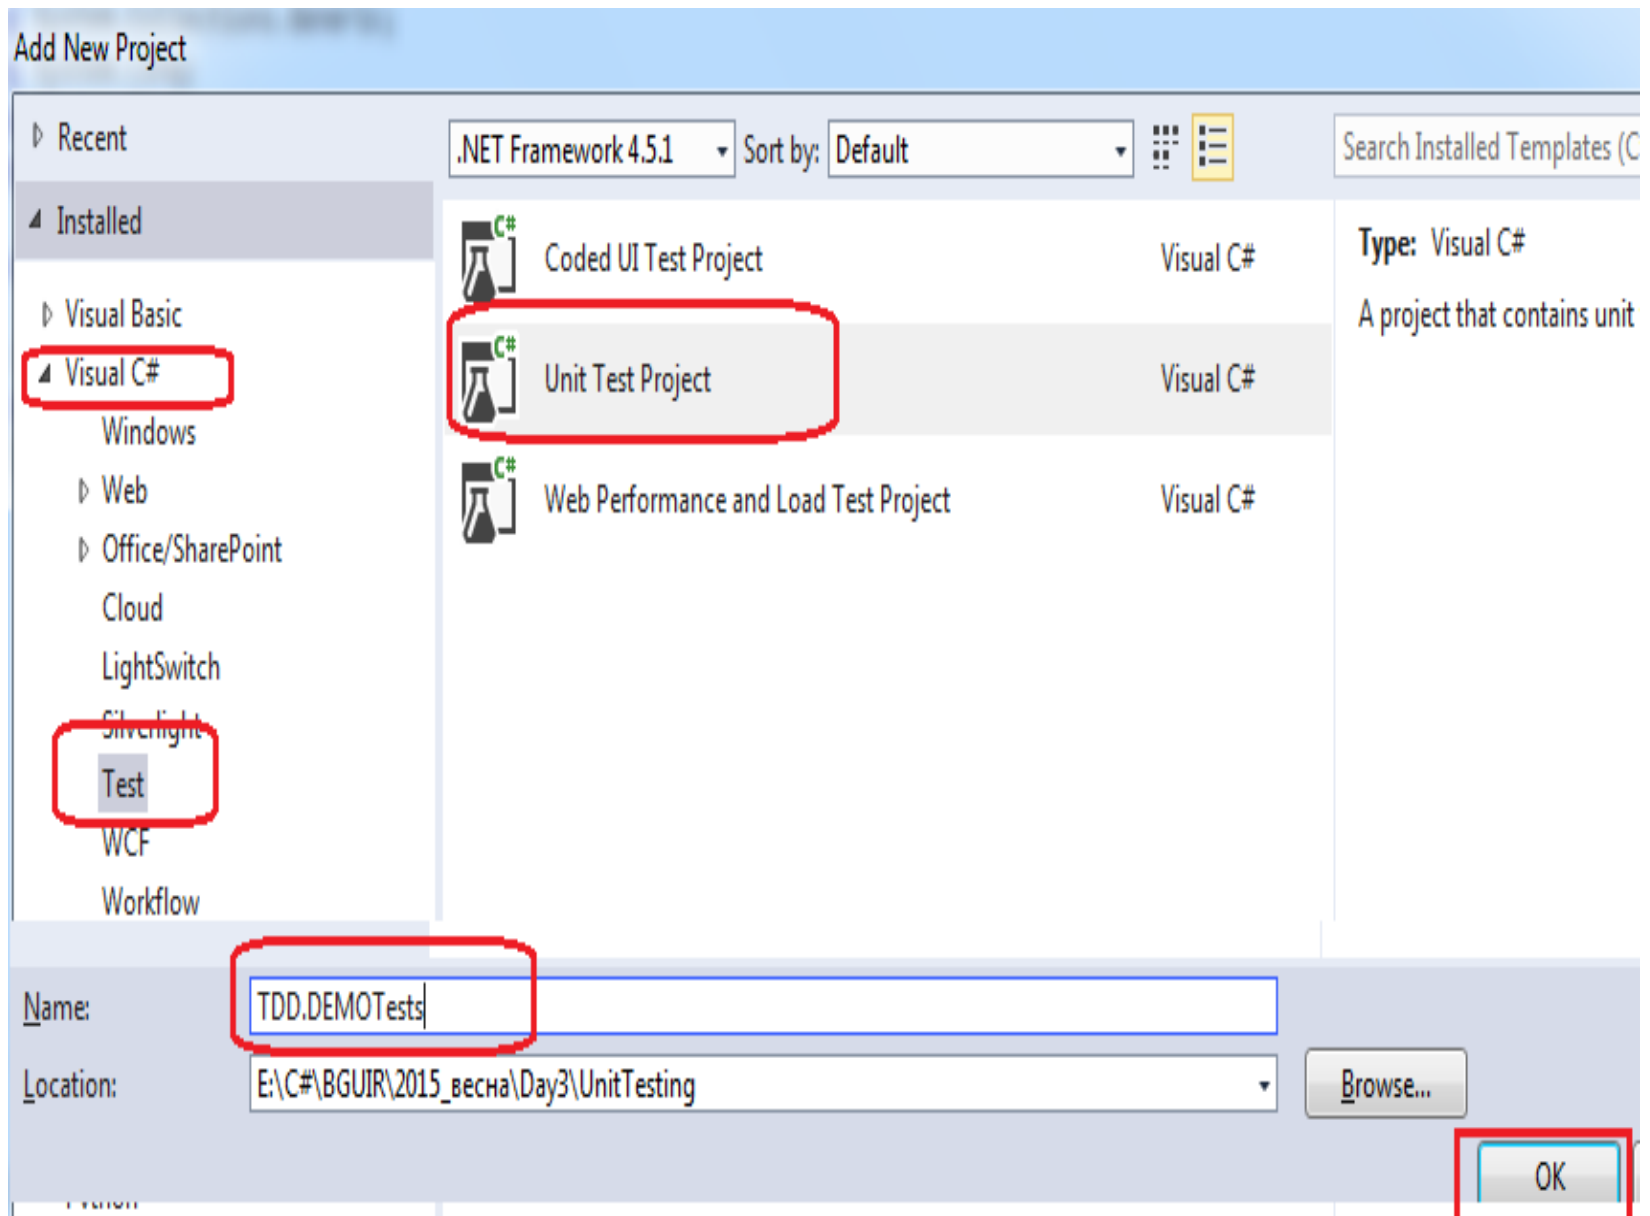 Add New Project
Recent
.NET Framework 4.5.1
Sort by:
Default
Search Installed Templates (C
Installed
Visual Basic
Visual C#
Windows
Web
Office/SharePoint
Cloud
LightSwitch
Silverlight
Test
WCF
Workflow
C#
Coded UI Test Project
Visual C#
C#
Unit Test Project
Visual C#
C#
Web Performance and Load Test Project
Visual C#
Type: Visual C#
A project that contains unit
Name:
TDD.DEMOTests
Location:
E:\C#\BGUIR\2015_весна\Day3\UnitTesting
Browse...
OK